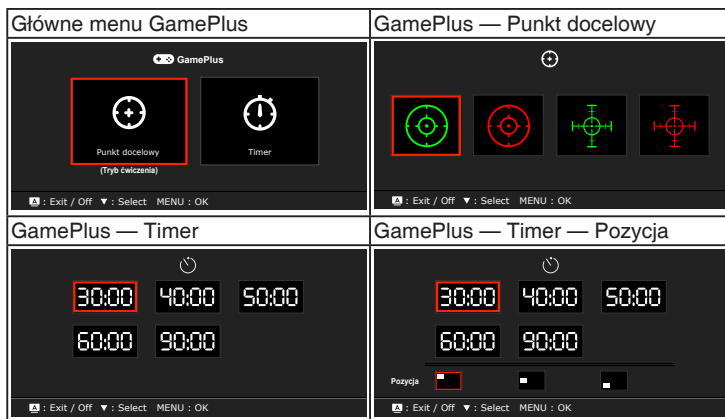 Główne menu GamePlus
GamePlus
Punkt docelowy
(Tryb ćwiczenia)
Timer
A : Exit / Off ▼ : Select MENU : OK
GamePlus — Punkt docelowy
A : Exit / Off ▼ : Select MENU : OK
GamePlus — Timer
30:00 40:00 50:00
60:00 90:00
A : Exit / Off ▼ : Select MENU : OK
GamePlus — Timer — Pozycja
30:00 40:00 50:00
60:00 90:00
Pozycja
A : Exit / Off ▼ : Select MENU : OK